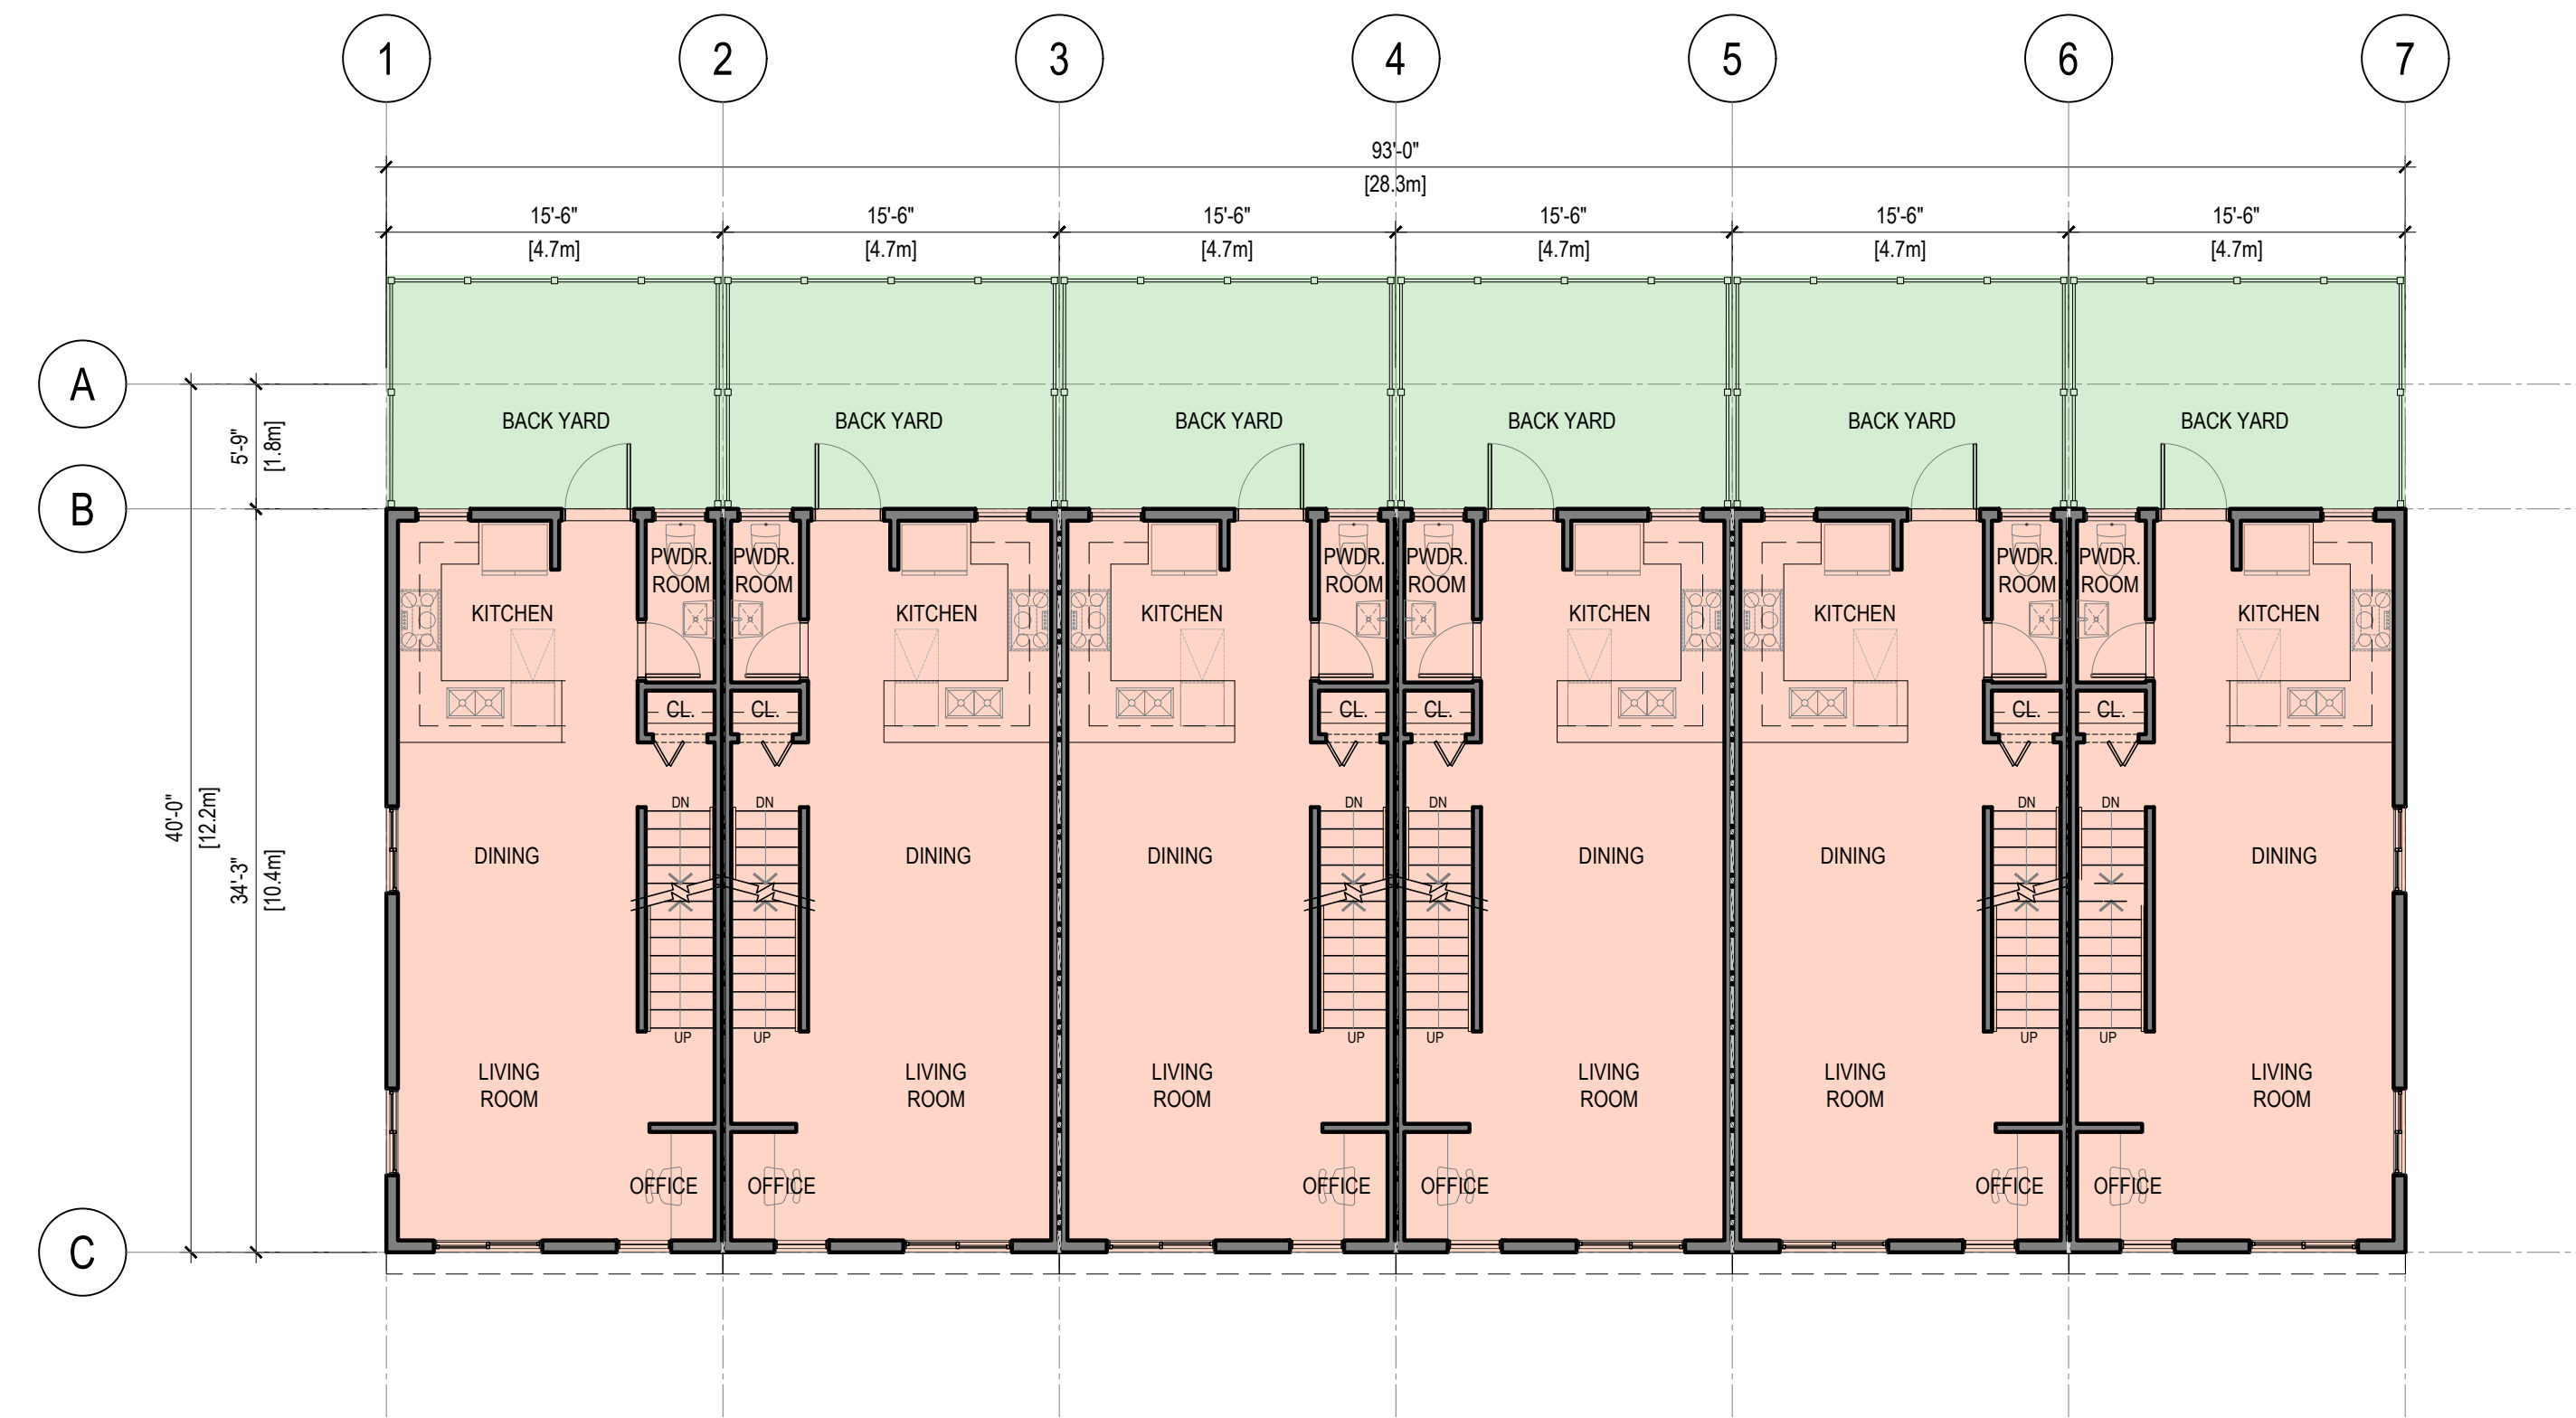 1 2 3 4 5 6 7
93'-0"
[28.3m]
15'-6" 15'-6" 15'-6" 15'-6" 15'-6" 15'-6"
[4.7m] [4.7m] [4.7m] [4.7m] [4.7m] [4.7m]
A
BACK YARD BACK YARD BACK YARD BACK YARD BACK YARD BACK YARD
5'-9"
[1.8m]
B
PWDR. PWDR. PWDR. PWDR. PWDR. PWDR.
ROOM ROOM ROOM ROOM ROOM ROOM
KITCHEN KITCHEN KITCHEN KITCHEN KITCHEN KITCHEN
CL. CL. CL. CL. CL. CL.
DN DN DN DN DN DN
40'-0"
[12.2m]
34'-3"
[10.4m]
DINING DINING DINING DINING DINING DINING
UP UP UP UP UP UP
LIVING LIVING LIVING LIVING LIVING LIVING
ROOM ROOM ROOM ROOM ROOM ROOM
OFFICE OFFICE OFFICE OFFICE OFFICE OFFICE
C